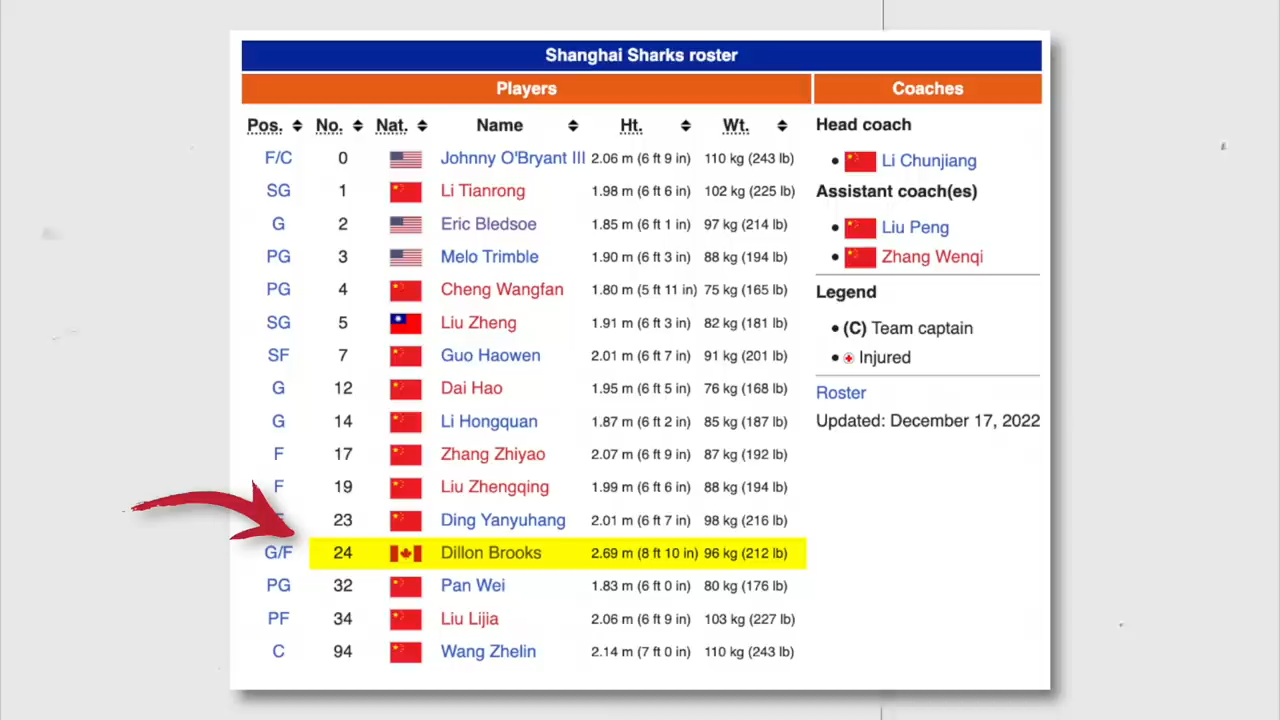 Shanghai Sharks roster
Players
Coaches
Pos. No. Nat. Name Ht. Wt.
F/C 0 Johnny O'Bryant III 2.06 m (6 ft 9 in) 110 kg (243 lb)
SG 1 Li Tianrong 1.98 m (6 ft 6 in) 102 kg (225 lb)
G 2 Eric Bledsoe 1.85 m (6 ft 1 in) 97 kg (214 lb)
PG 3 Melo Trimble 1.90 m (6 ft 3 in) 88 kg (194 lb)
PG 4 Cheng Wangfan 1.80 m (5 ft 11 in) 75 kg (165 lb)
SG 5 Liu Zheng 1.91 m (6 ft 3 in) 82 kg (181 lb)
SF 7 Guo Haowen 2.01 m (6 ft 7 in) 91 kg (201 lb)
G 12 Dai Hao 1.95 m (6 ft 5 in) 76 kg (168 lb)
G 14 Li Hongquan 1.87 m (6 ft 2 in) 85 kg (187 lb)
F 17 Zhang Zhiyao 2.07 m (6 ft 9 in) 87 kg (192 lb)
F 19 Liu Zhengqing 1.99 m (6 ft 6 in) 88 kg (194 lb)
23 Ding Yanyuhang 2.01 m (6 ft 7 in) 98 kg (216 lb)
G/F 24 Dillon Brooks 2.69 m (8 ft 10 in) 96 kg (212 lb)
PG 32 Pan Wei 1.83 m (6 ft 0 in) 80 kg (176 lb)
PF 34 Liu Lijia 2.06 m (6 ft 9 in) 103 kg (227 lb)
C 94 Wang Zhelin 2.14 m (7 ft 0 in) 110 kg (243 lb)
Head coach
• Li Chunjiang
Assistant coach(es)
• Liu Peng
• Zhang Wenqi
Legend
• (C) Team captain
• Injured
Roster
Updated: December 17, 2022